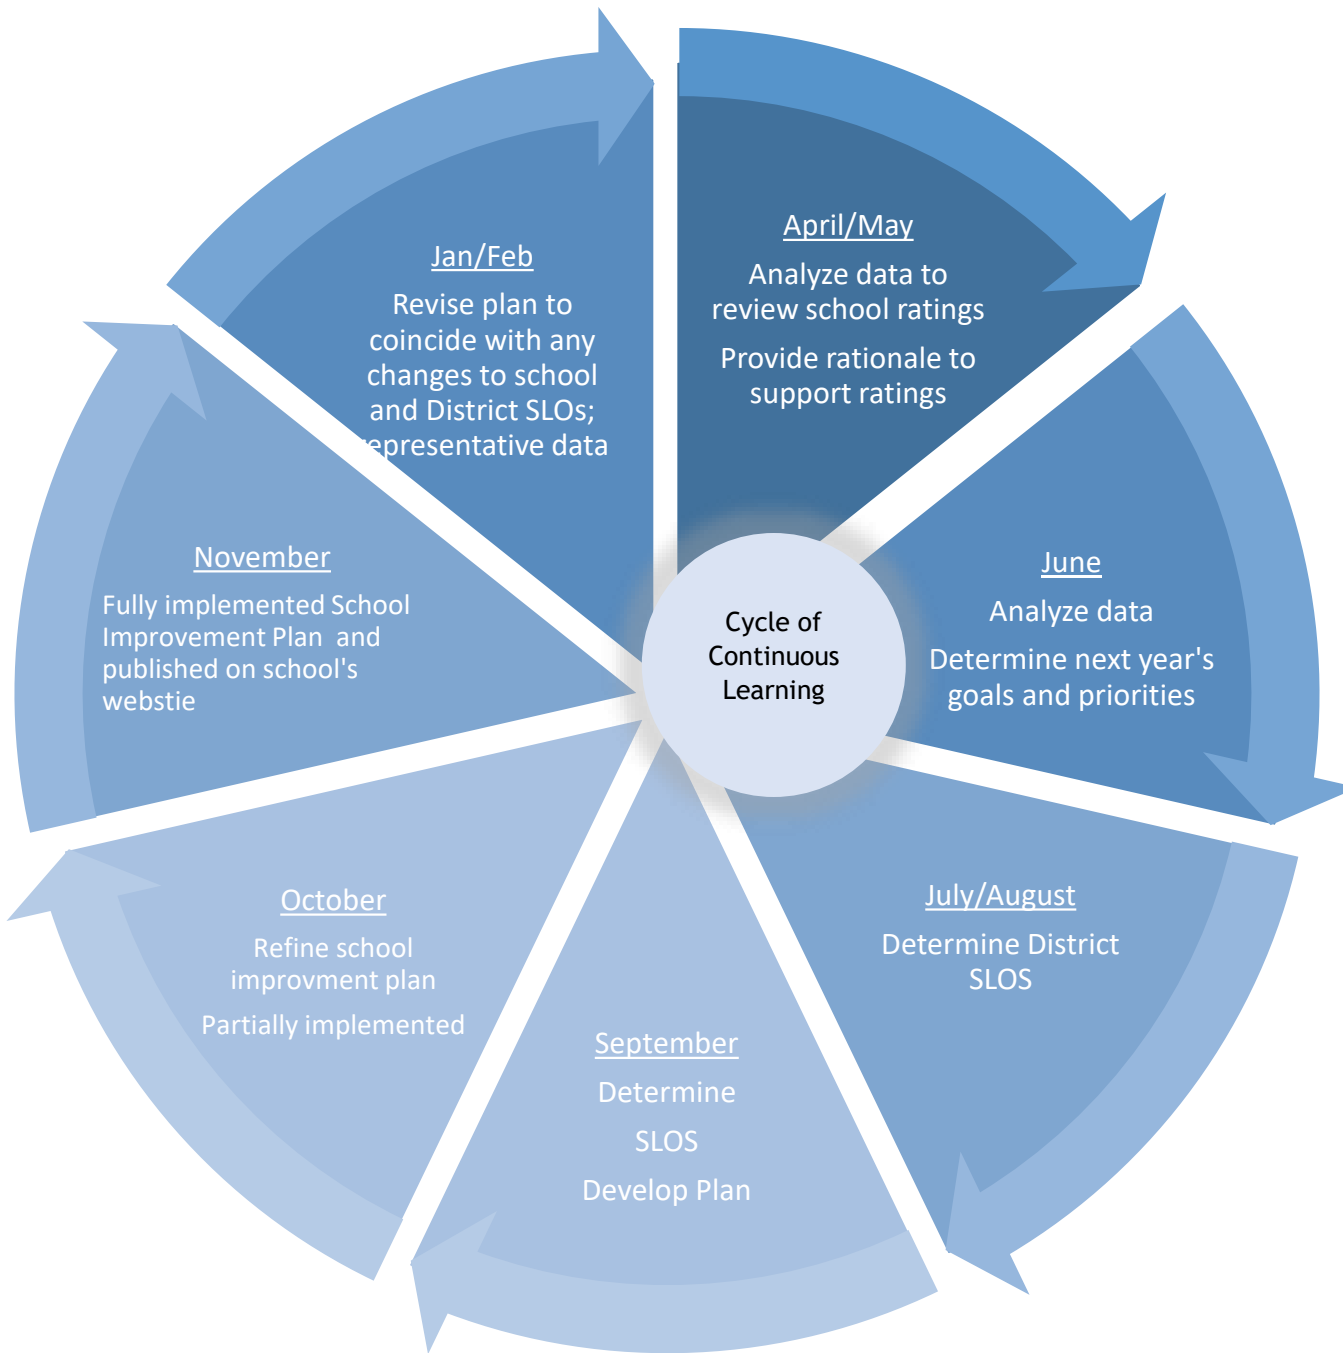 April/May
Analyze data to
review school ratings
Provide rationale to
support ratings
June
Analyze data
Determine next year's
goals and priorities
July/August
Determine District
SLOS
September
Determine
SLOS
Develop Plan
October
Refine school
improvment plan
Partially implemented
November
Fully implemented School
Improvement Plan and
published on school's
webstie
Jan/Feb
Revise plan to
coincide with any
changes to school
and District SLOs;
representative data
Cycle of
Continuous
Learning